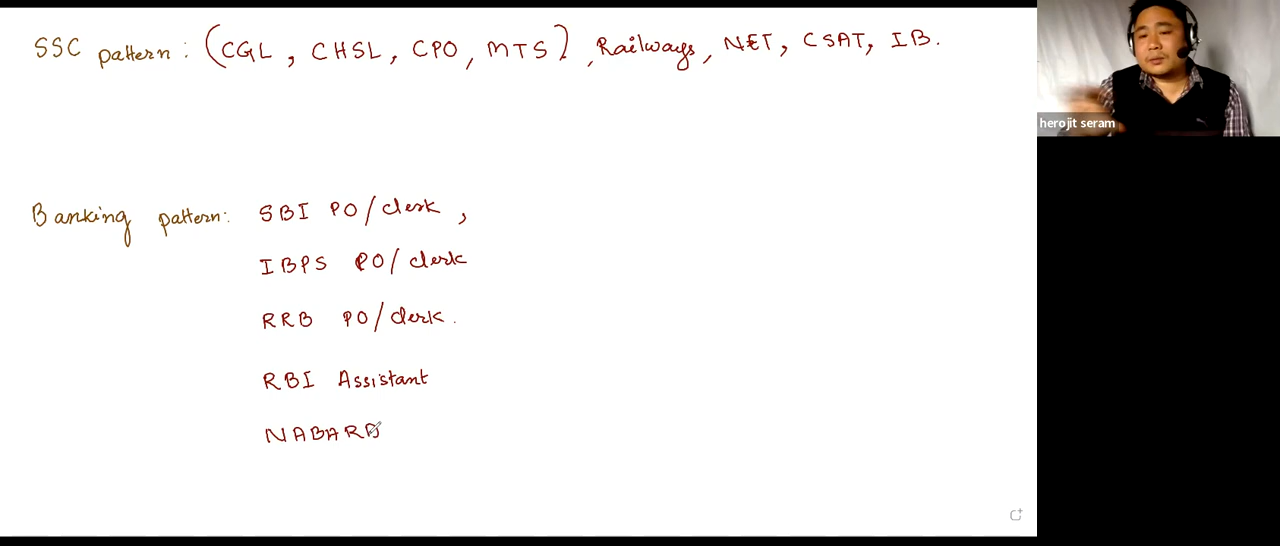 SSC pattern: (CGL, CHSL, CPO, MTS), Railways, NET, CSAT, IB.
herojit seram
Banking pattern: SBI PO/clerk,
IBPS PO/clerk
RRB PO/clerk.
RBI Assistant
NABARD